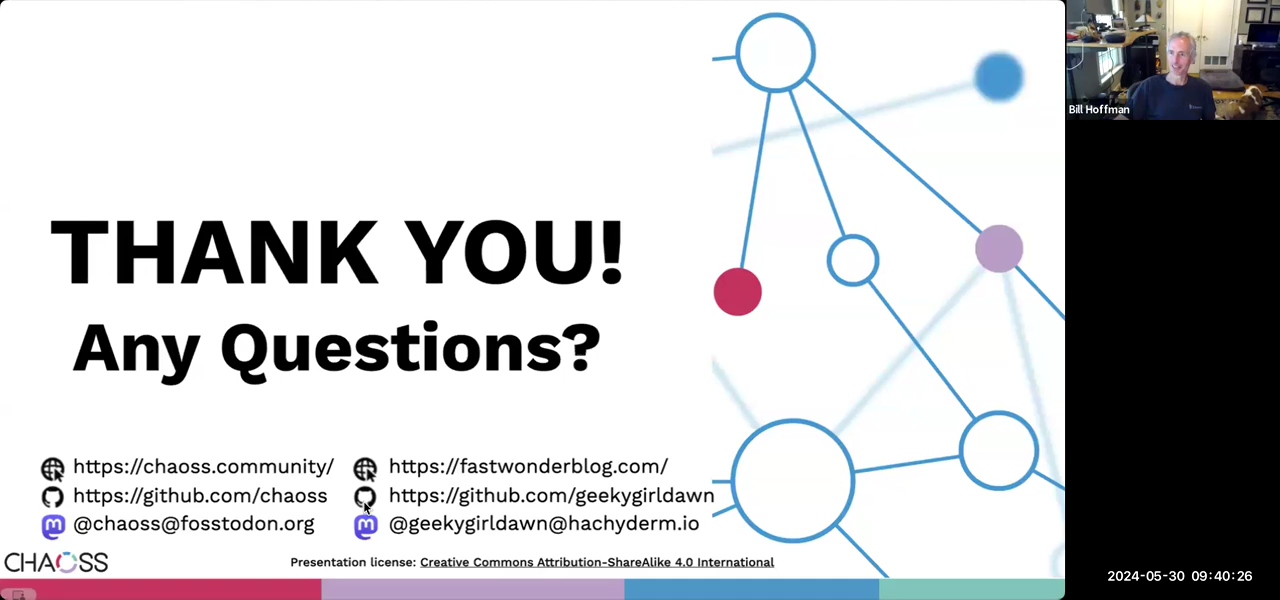 THANK YOU!
Any Questions?
https://chaoss.community/
https://github.com/chaoss
@chaoss@fosstodon.org
https://fastwonderblog.com/
https://github.com/geekygirldawn
@geekygirldawn@hachyderm.io
CHAOSS
Presentation license: Creative Commons Attribution-ShareAlike 4.0 International
Bill Hoffman
2024-05-30 09:40:26